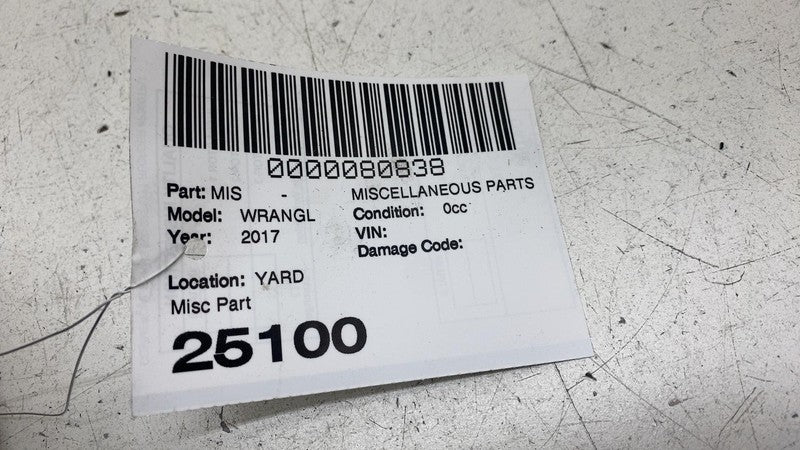 0000080838
Part: MIS - MISCELLANEOUS PARTS
Model: WRANGL Condition: 0cc
Year: 2017 VIN:
Damage Code:
Location: YARD
Misc Part
25100